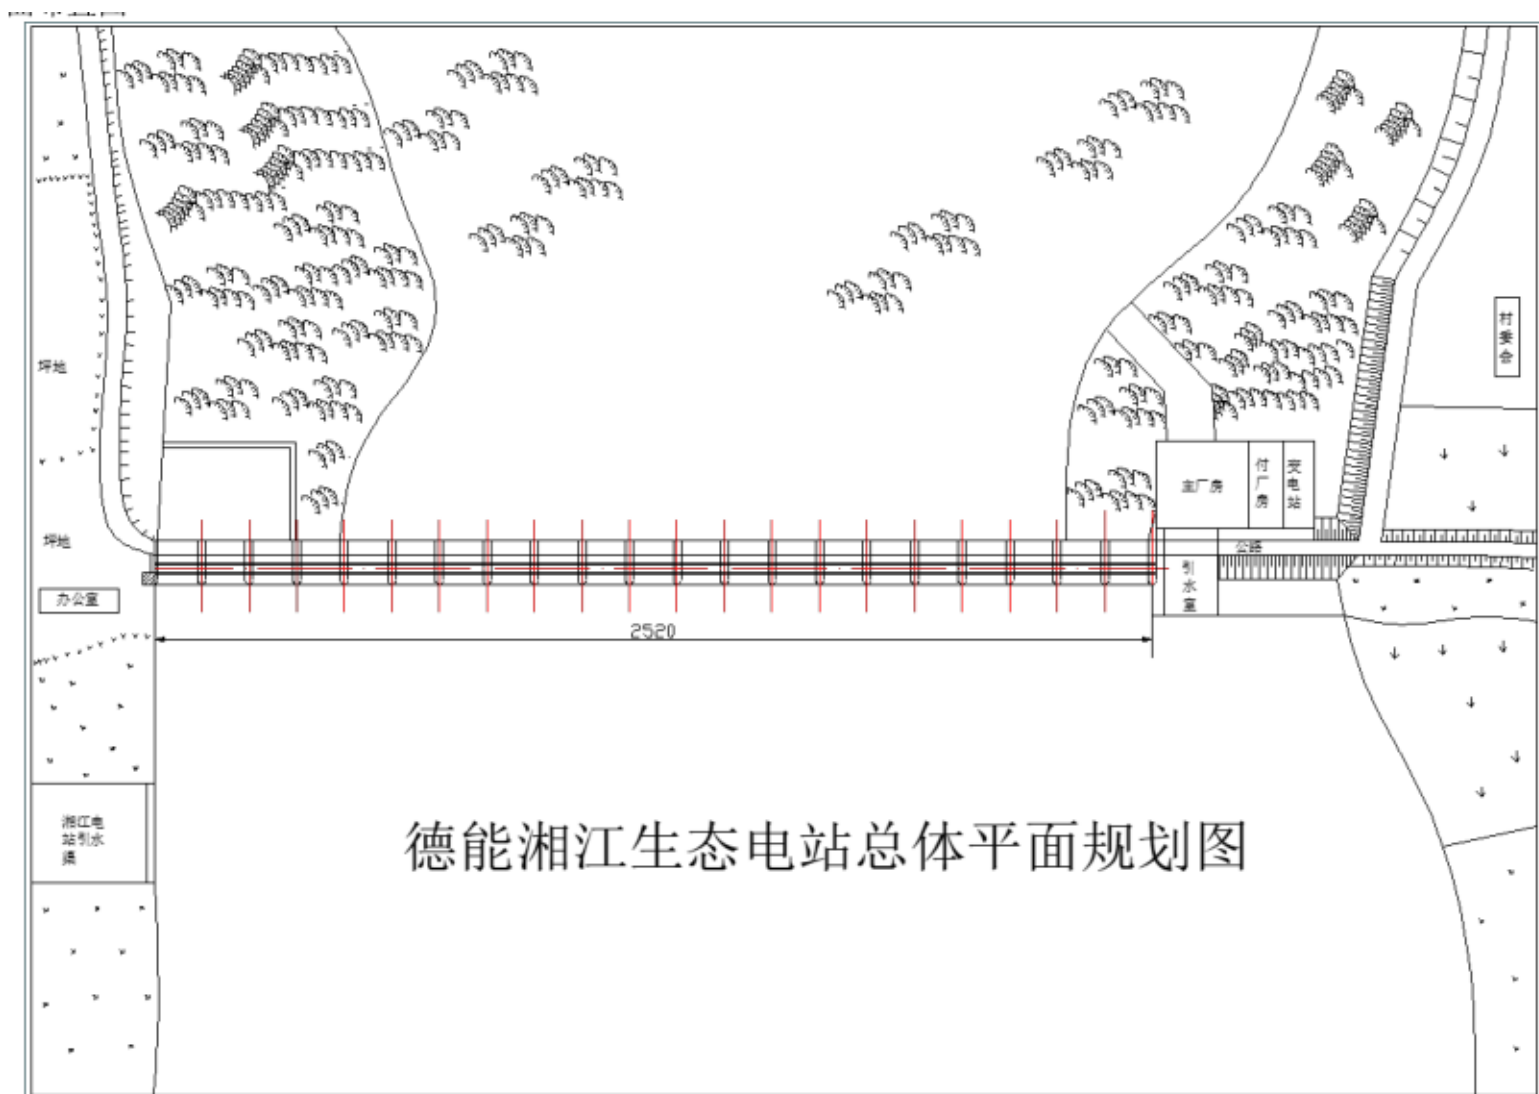 村委会
坪地
主厂房
付厂房
变电站
坪地
公路
引水室
办公室
2520
湘江电
站引水
渠
德能湘江生态电站总体平面规划图